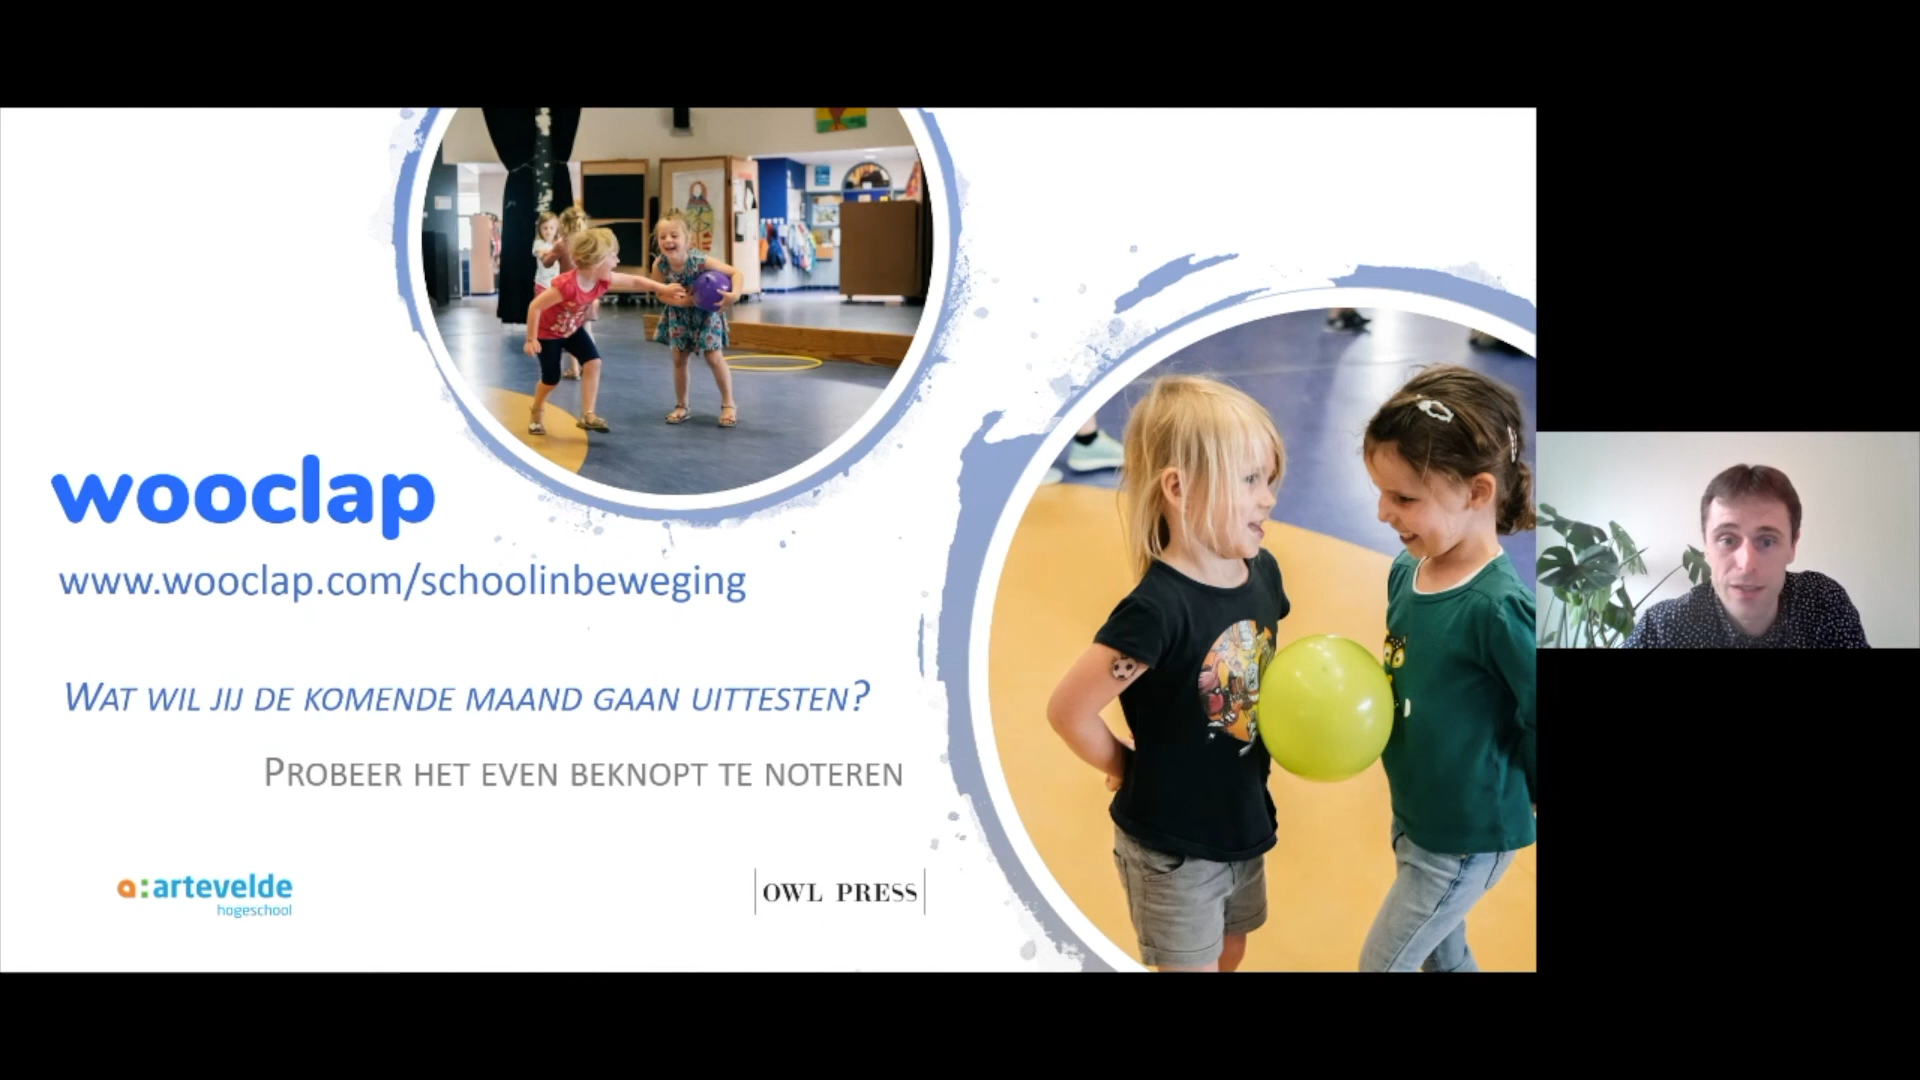 wooclap
www.wooclap.com/schoolinbeweging
WAT WIL JIJ DE KOMENDE MAAND GAAN UITTESTEN?
PROBEER HET EVEN BEKNOPT TE NOTEREN
a:artevelde
hogeschool
OWL PRESS